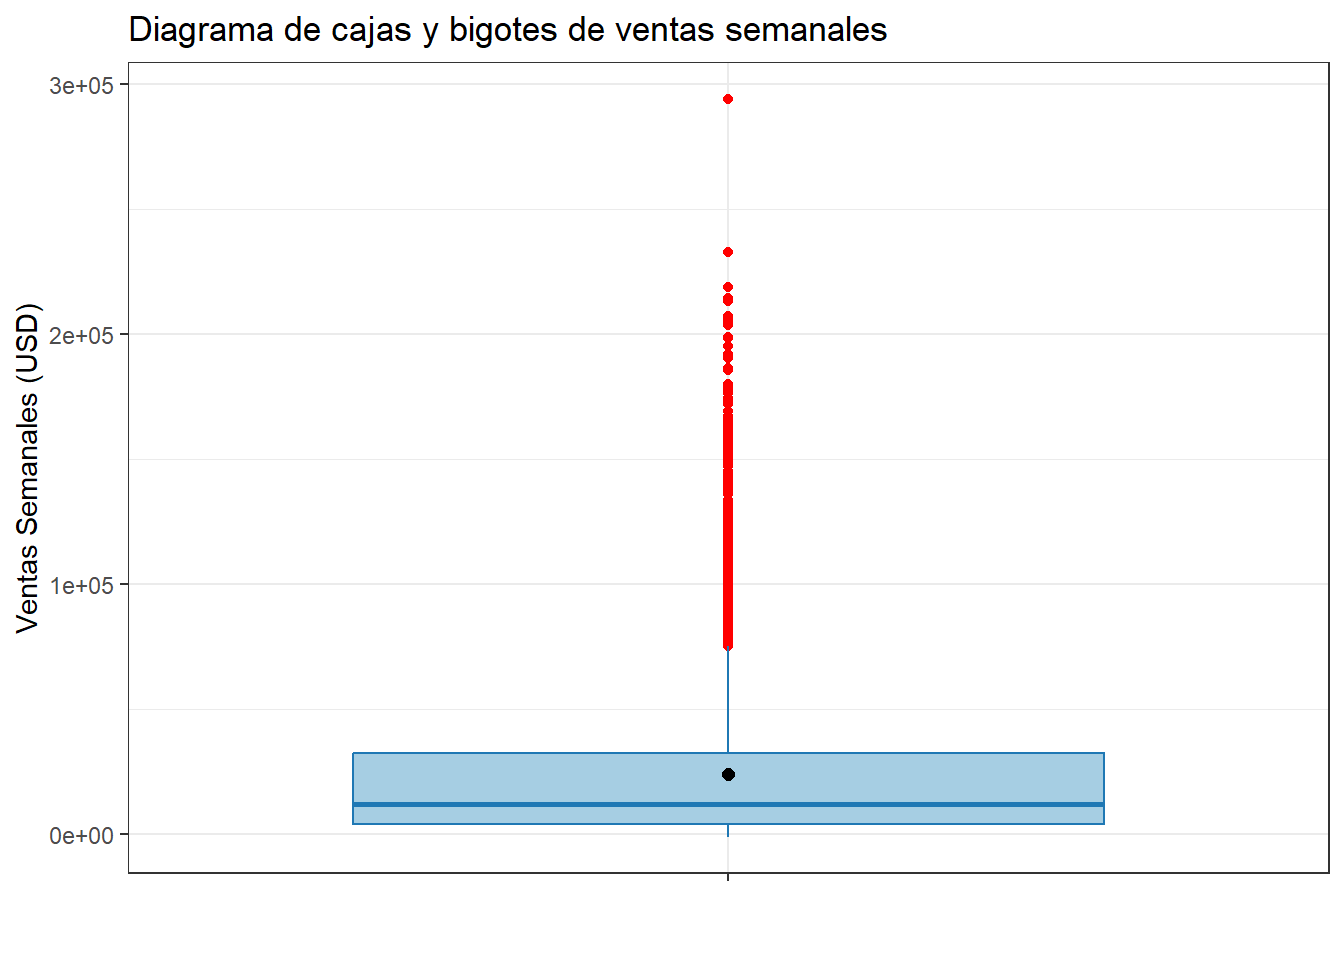 Diagrama de cajas y bigotes de ventas semanales
3e+05
2e+05
1e+05
0e+00
Ventas Semanales (USD)